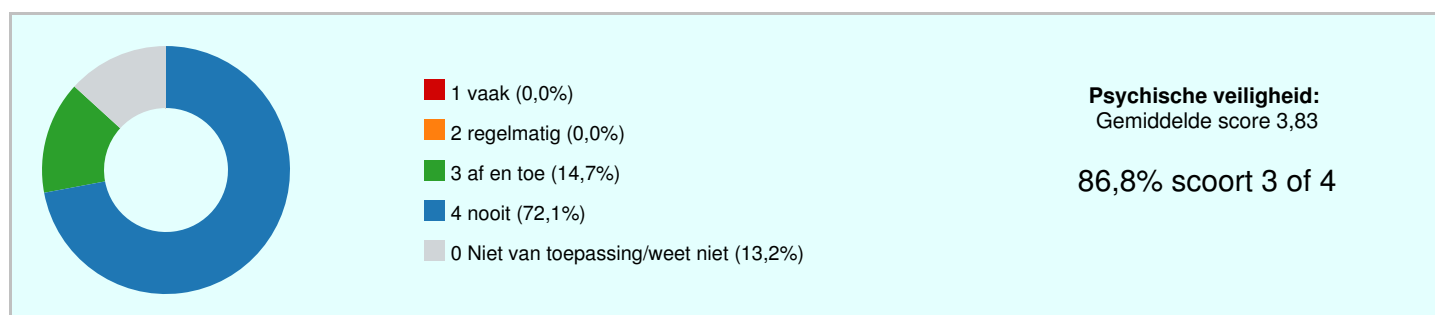 1 vaak (0,0%)
2 regelmatig (0,0%)
3 af en toe (14,7%)
4 nooit (72,1%)
0 Niet van toepassing/weet niet (13,2%)
Psychische veiligheid:
Gemiddelde score 3,83
86,8% scoort 3 of 4